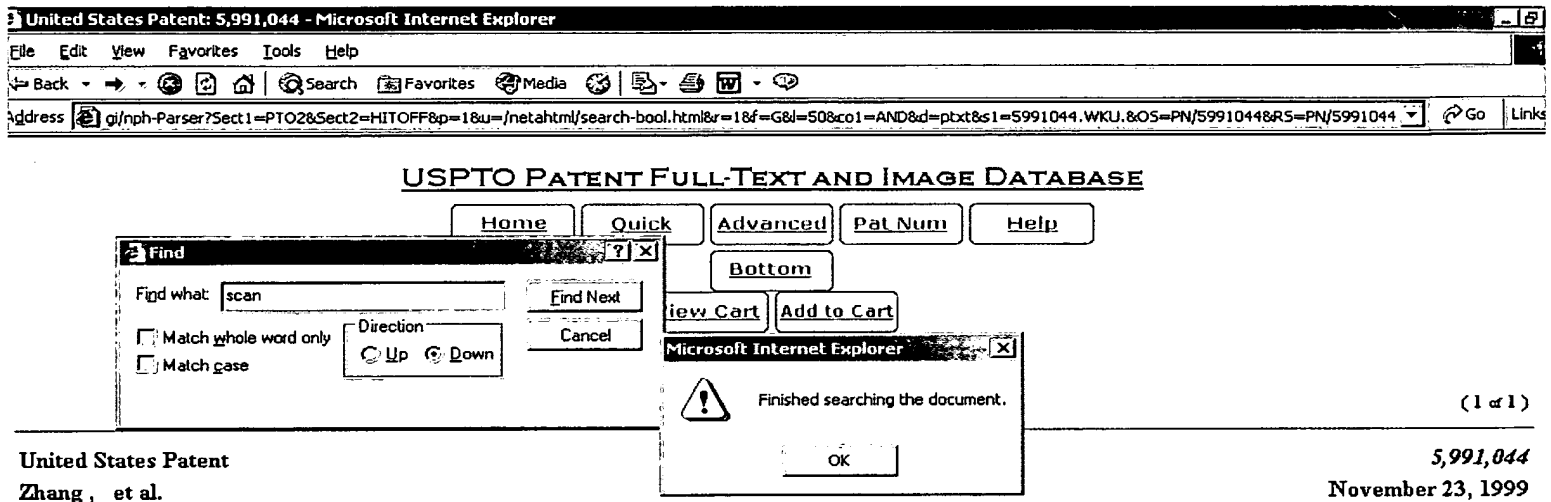 United States Patent: 5,991,044 - Microsoft Internet Explorer
File Edit View Favorites Tools Help
Back Search Favorites Media
Address gi/nph-Parser?Sect1=PTO2&Sect2=HITOFF&p=1&u=/netahtml/search-bool.html&r=1&f=G&l=50&co1=AND&d=ptxt&s1=5991044.WKU.&OS=PN/5991044&RS=PN/5991044 Go Links
USPTO PATENT FULL-TEXT AND IMAGE DATABASE
Home Quick Advanced Pat Num Help
Bottom
iew Cart Add to Cart
Find
Find what: scan Find Next
Match whole word only Direction Cancel
Match case Up Down
Microsoft Internet Explorer
Finished searching the document.
OK
(1 of 1)
United States Patent 5,991,044
Zhang , et al. November 23, 1999